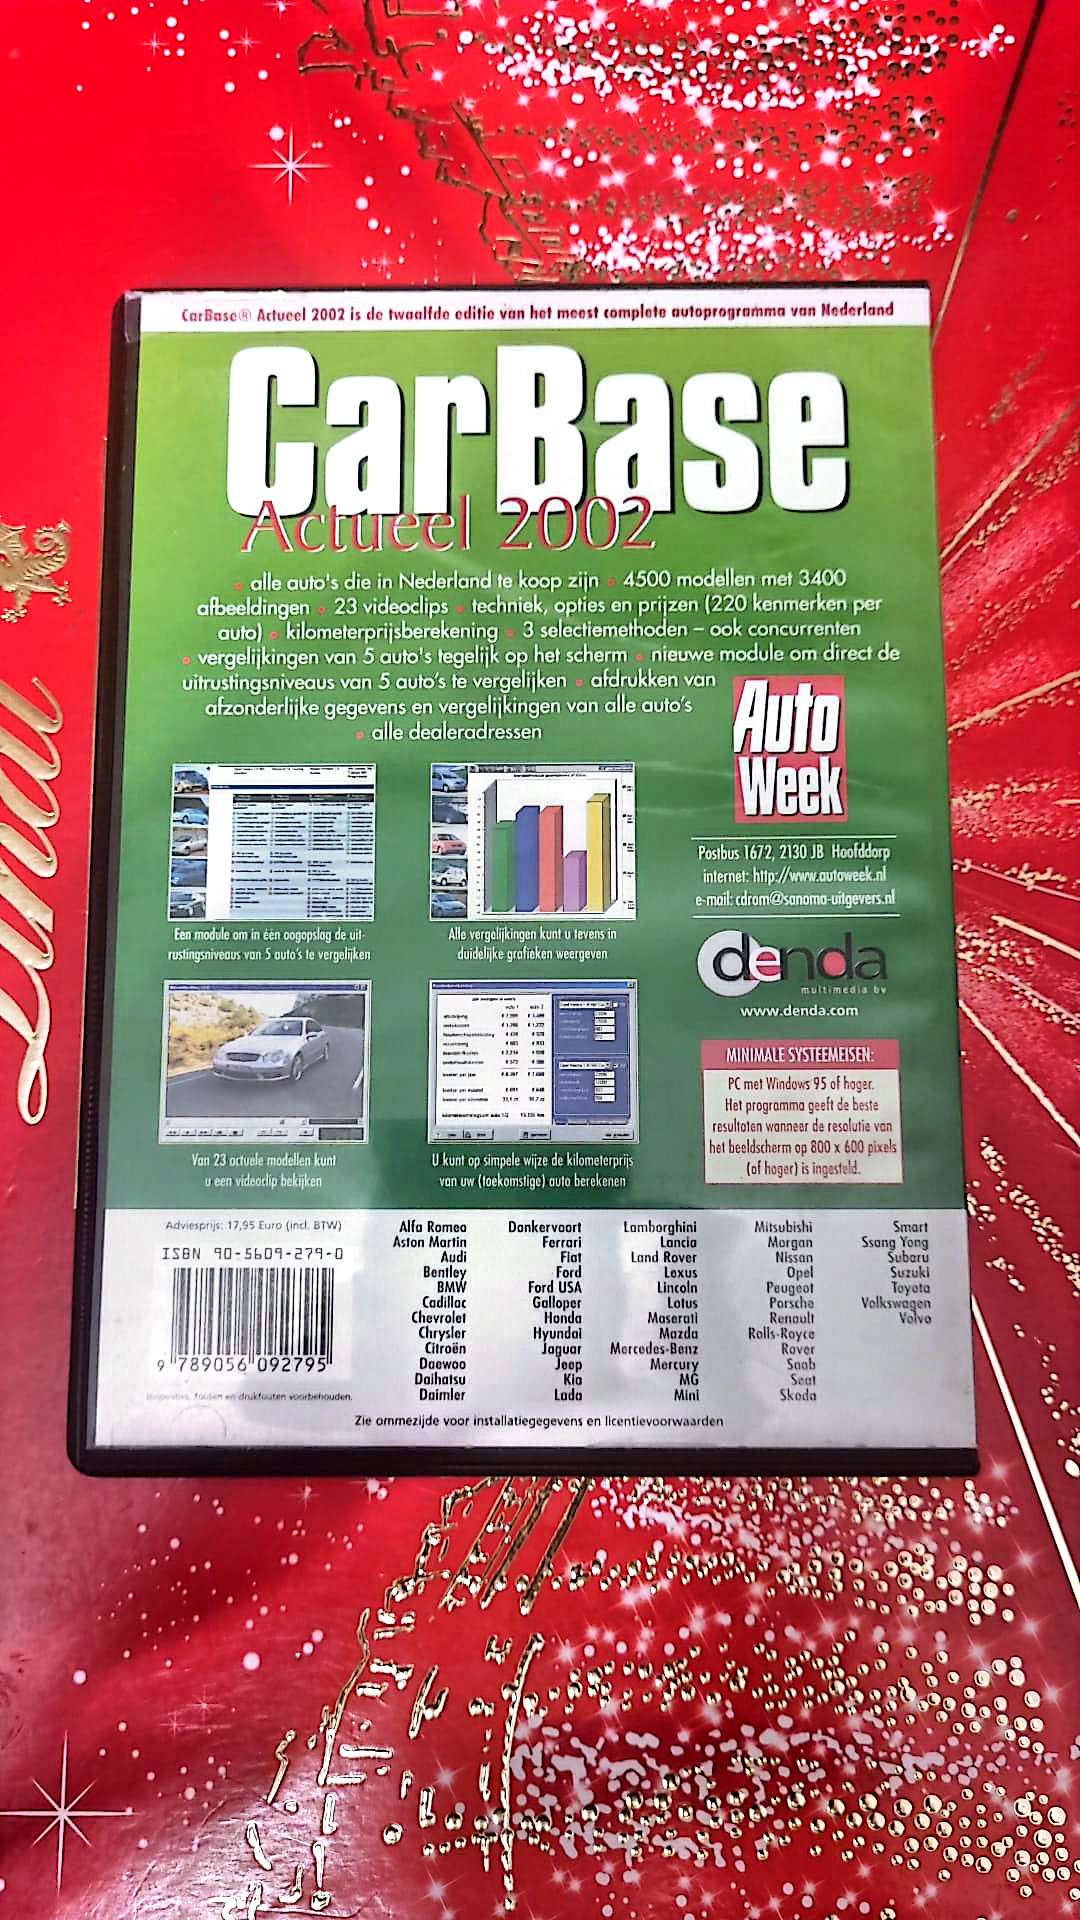 CarBase® Actueel 2002 is de twaalfde editie van het meest complete autoprogramma van Nederland
CarBase
Actueel 2002
• alle auto's die in Nederland te koop zijn • 4500 modellen met 3400
afbeeldingen • 23 videoclips • techniek, opties en prijzen (220 kenmerken per
auto) • kilometerprijsberekening • 3 selectiemethoden – ook concurrenten
• vergelijkingen van 5 auto's tegelijk op het scherm • nieuwe module om direct de
uitrustingsniveaus van 5 auto's te vergelijken • afdrukken van
afzonderlijke gegevens en vergelijkingen van alle auto's
• alle dealeradressen
Auto
Week
Postbus 1672, 2130 JB Hoofddorp
internet: http://www.autoweek.nl
e-mail: cdrom@sanoma-uitgevers.nl
denda
multimedia bv
www.denda.com
Een module om in één oogopslag de uit-
rustingsniveaus van 5 auto's te vergelijken
Alle vergelijkingen kunt u tevens in
duidelijke grafieken weergeven
Van 23 actuele modellen kunt
u een videoclip bekijken
U kunt op simpele wijze de kilometerprijs
van uw (toekomstige) auto berekenen
MINIMALE SYSTEEMEISEN:
PC met Windows 95 of hoger.
Het programma geeft de beste
resultaten wanneer de resolutie van
het beeldscherm op 800 x 600 pixels
(of hoger) is ingesteld.
Adviesprijs: 17,95 Euro (incl. BTW)
ISBN 90-5609-279-0
9 789056 092795
fouten en drukfouten voorbehouden.
Alfa Romeo
Aston Martin
Audi
Bentley
BMW
Cadillac
Chevrolet
Chrysler
Citroën
Daewoo
Daihatsu
Daimler
Donkervoort
Ferrari
Fiat
Ford
Ford USA
Galloper
Honda
Hyundai
Jaguar
Jeep
Kia
Lada
Lamborghini
Lancia
Land Rover
Lexus
Lincoln
Lotus
Maserati
Mazda
Mercedes-Benz
Mercury
MG
Mini
Mitsubishi
Morgan
Nissan
Opel
Peugeot
Porsche
Renault
Rolls-Royce
Rover
Saab
Seat
Skoda
Smart
Ssang Yong
Subaru
Suzuki
Toyota
Volkswagen
Volvo
Zie ommezijde voor installatiegegevens en licentievoorwaarden
Lindt